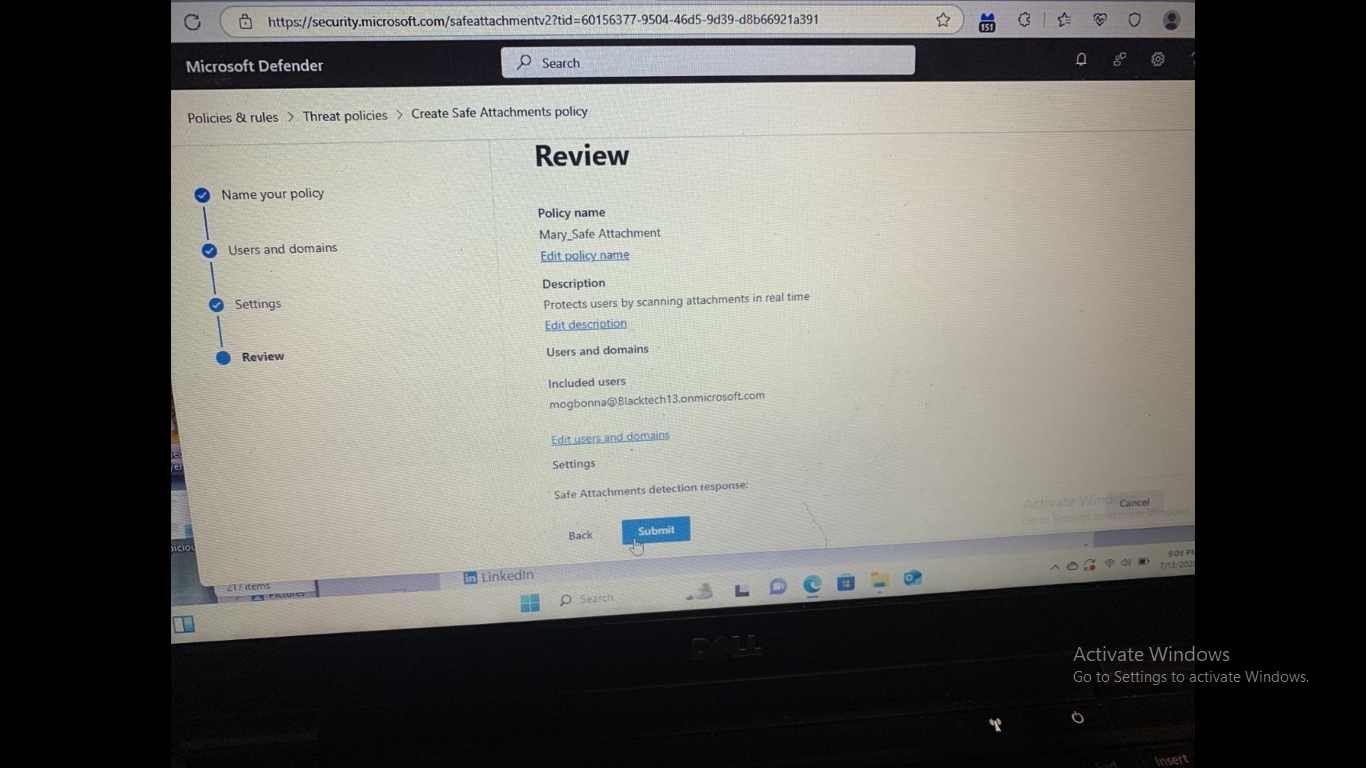 https://security.microsoft.com/safeattachmentv2?tid=60156377-9504-46d5-9d39-d8b66921a391
151
Microsoft Defender
Search
Policies & rules > Threat policies > Create Safe Attachments policy
Name your policy
Users and domains
Settings
Review
Review
Policy name
Mary_Safe Attachment
Edit policy name
Description
Protects users by scanning attachments in real time
Edit description
Users and domains
Included users
mogbonna@Blacktech13.onmicrosoft.com
Edit users and domains
Settings
Safe Attachments detection response:
Back
Submit
Cancel
Activate Windows
Go to Settings to activate Windows.
217 items
Pictures
in LinkedIn
Search
9:05 PM
DELL
Activate Windows
Go to Settings to activate Windows.
Insert